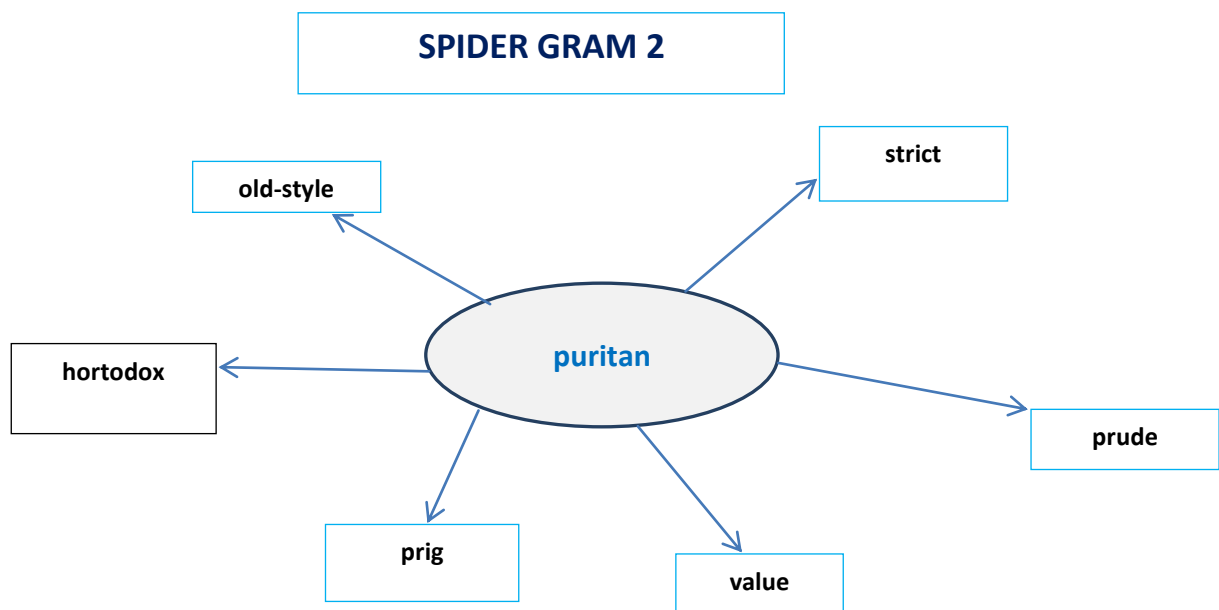 SPIDER GRAM 2
strict
old-style
puritan
hortodox
prude
prig
value